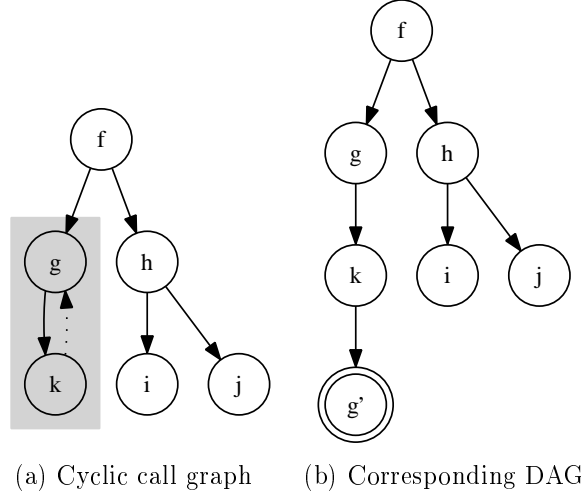 f
g
h
k
i
j
(a) Cyclic call graph
f
g
h
k
i
j
g'
(b) Corresponding DAG